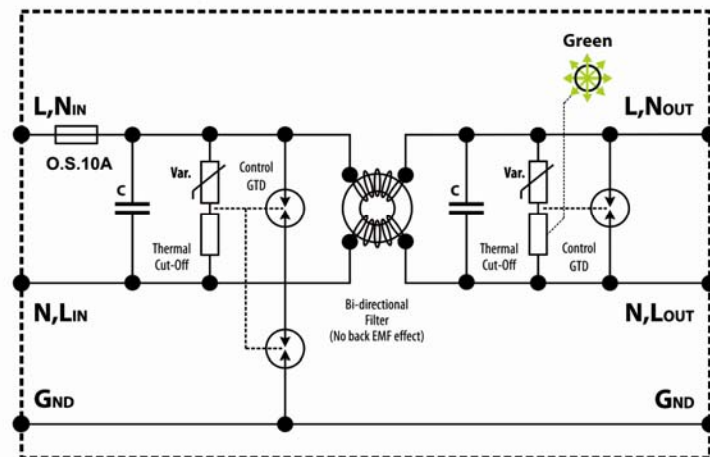 Green
L,NIN
L,NOUT
O.S.10A
C
Var.
Control
GTD
C
Var.
Thermal
Cut-Off
Thermal
Cut-Off
Control
GTD
N,LIN
Bi-directional
Filter
(No back EMF effect)
N,LOUT
GND
GND